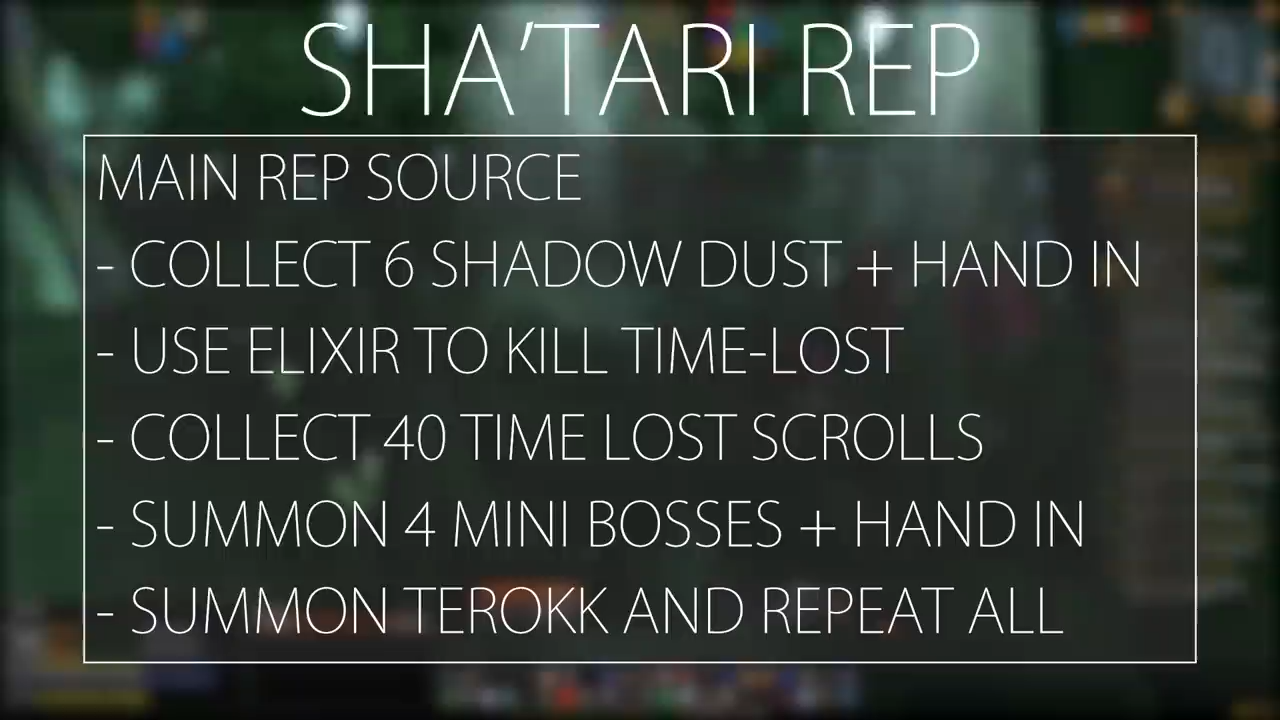 SHA'TARI REP
MAIN REP SOURCE
- COLLECT 6 SHADOW DUST + HAND IN
- USE ELIXIR TO KILL TIME-LOST
- COLLECT 40 TIME LOST SCROLLS
- SUMMON 4 MINI BOSSES + HAND IN
- SUMMON TEROKK AND REPEAT ALL